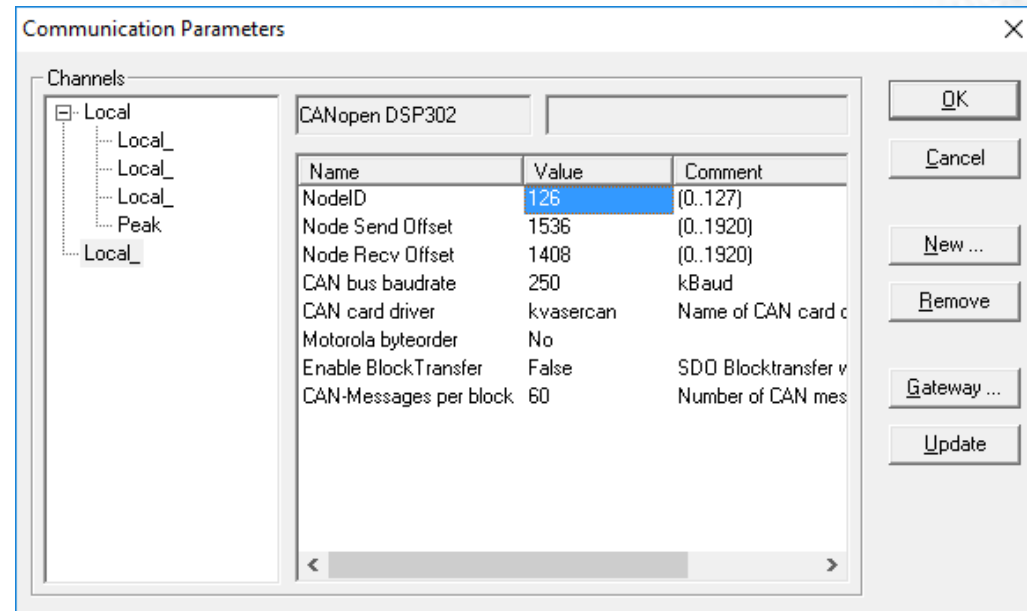 Communication Parameters
Channels
Local
Local_
Local_
Local_
Peak
Local_
CANopen DSP302
Name Value Comment
NodeID 126 (0..127)
Node Send Offset 1536 (0..1920)
Node Recv Offset 1408 (0..1920)
CAN bus baudrate 250 kBaud
CAN card driver kvasercan Name of CAN card
Motorola byteorder No
Enable BlockTransfer False SDO Blocktransfer
CAN-Messages per block 60 Number of CAN mes
OK
Cancel
New ...
Remove
Gateway ...
Update